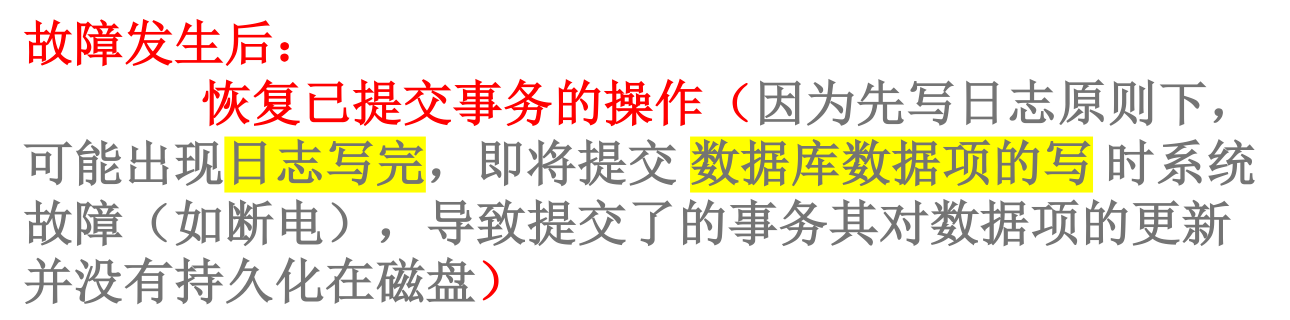 故障发生后：
恢复已提交事务的操作（因为先写日志原则下，
可能出现日志写完，即将提交 数据库数据项的写 时系统
故障（如断电），导致提交了的事务其对数据项的更新
并没有持久化在磁盘）